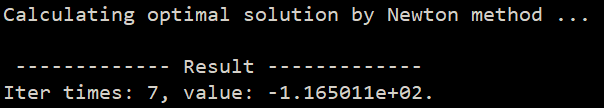 Calculating optimal solution by Newton method ...
------------- Result -------------
Iter times: 7, value: -1.165011e+02.